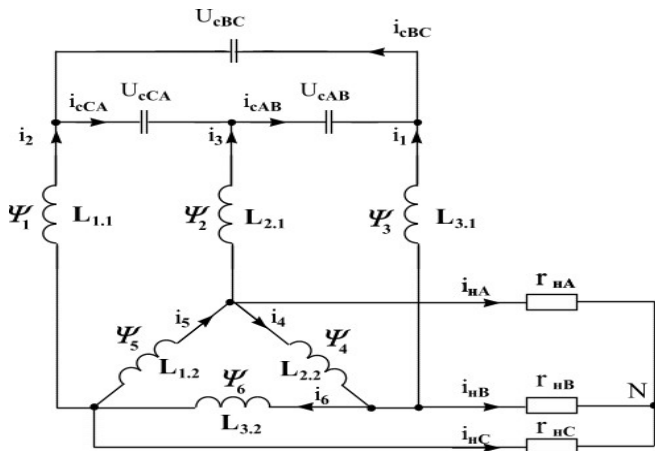 U_cBC
i_cBC
i_cCA
U_cCA
i_cAB
U_cAB
i_2
i_3
i_1
Ψ_1
L_1.1
Ψ_2
L_2.1
Ψ_3
L_3.1
i_нA
r_нA
Ψ_5
i_5
i_4
Ψ_4
L_1.2
L_2.2
Ψ_6
i_6
L_3.2
i_нB
r_нB
N
i_нC
r_нC